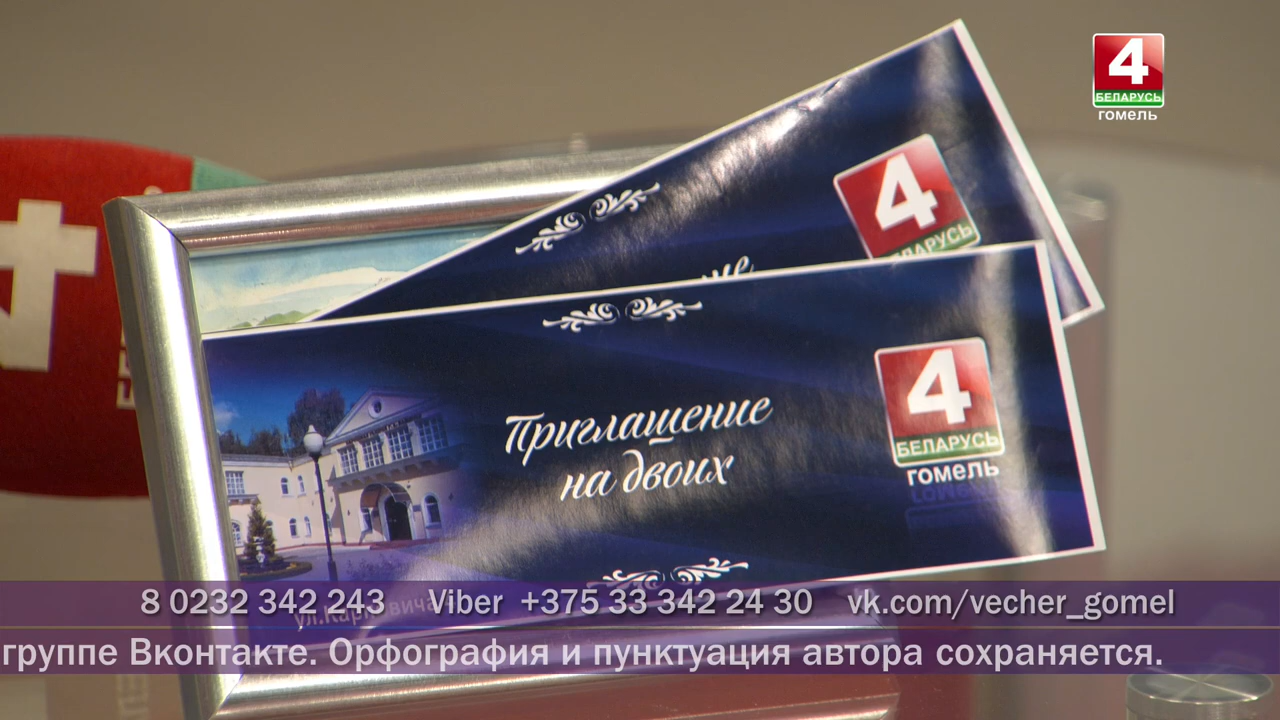 4
БЕЛАРУСЬ
гомель
4
БЕЛАРУСЬ
Приглашение
на двоих
4
БЕЛАРУСЬ
гомель
8 0232 342 243 Viber +375 33 342 24 30 vk.com/vecher_gomel
группе Вконтакте. Орфография и пунктуация автора сохраняется.